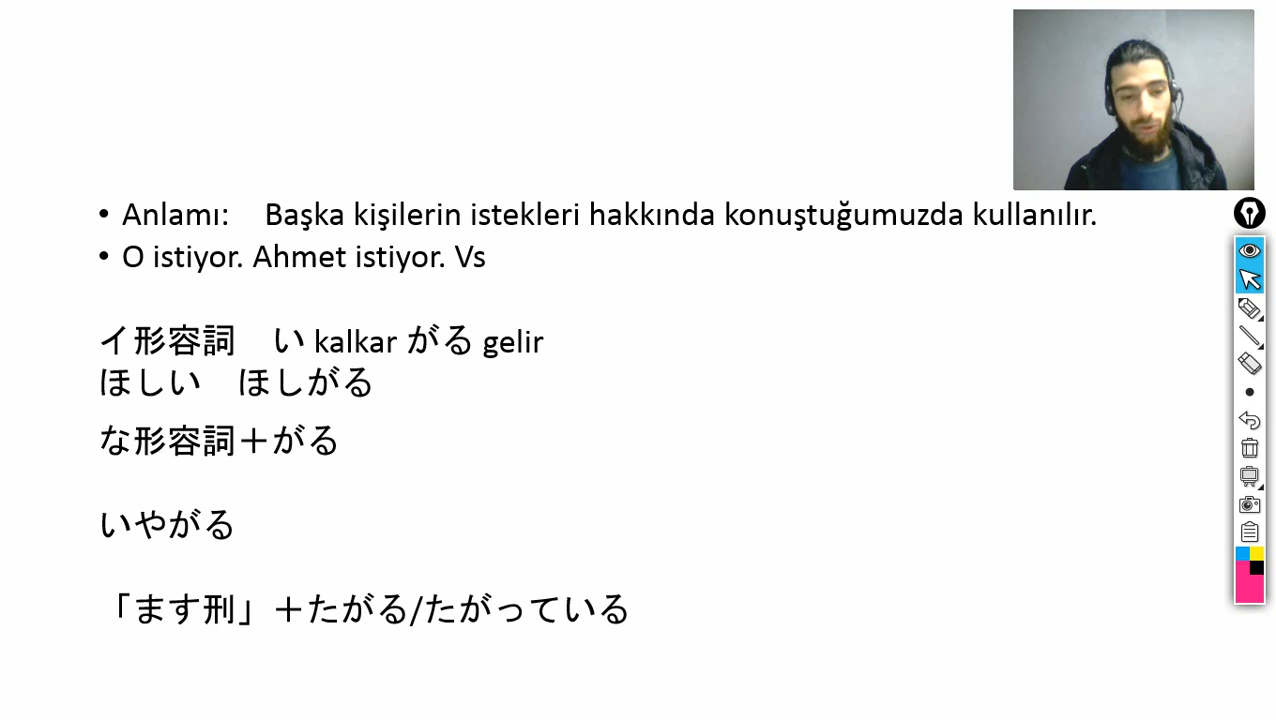 • Anlamı:    Başka kişilerin istekleri hakkında konuştuğumuzda kullanılır.
• O istiyor. Ahmet istiyor. Vs
イ形容詞　い kalkar がる gelir
ほしい　ほしがる
な形容詞＋がる
いやがる
「ます刑」＋たがる/たがっている